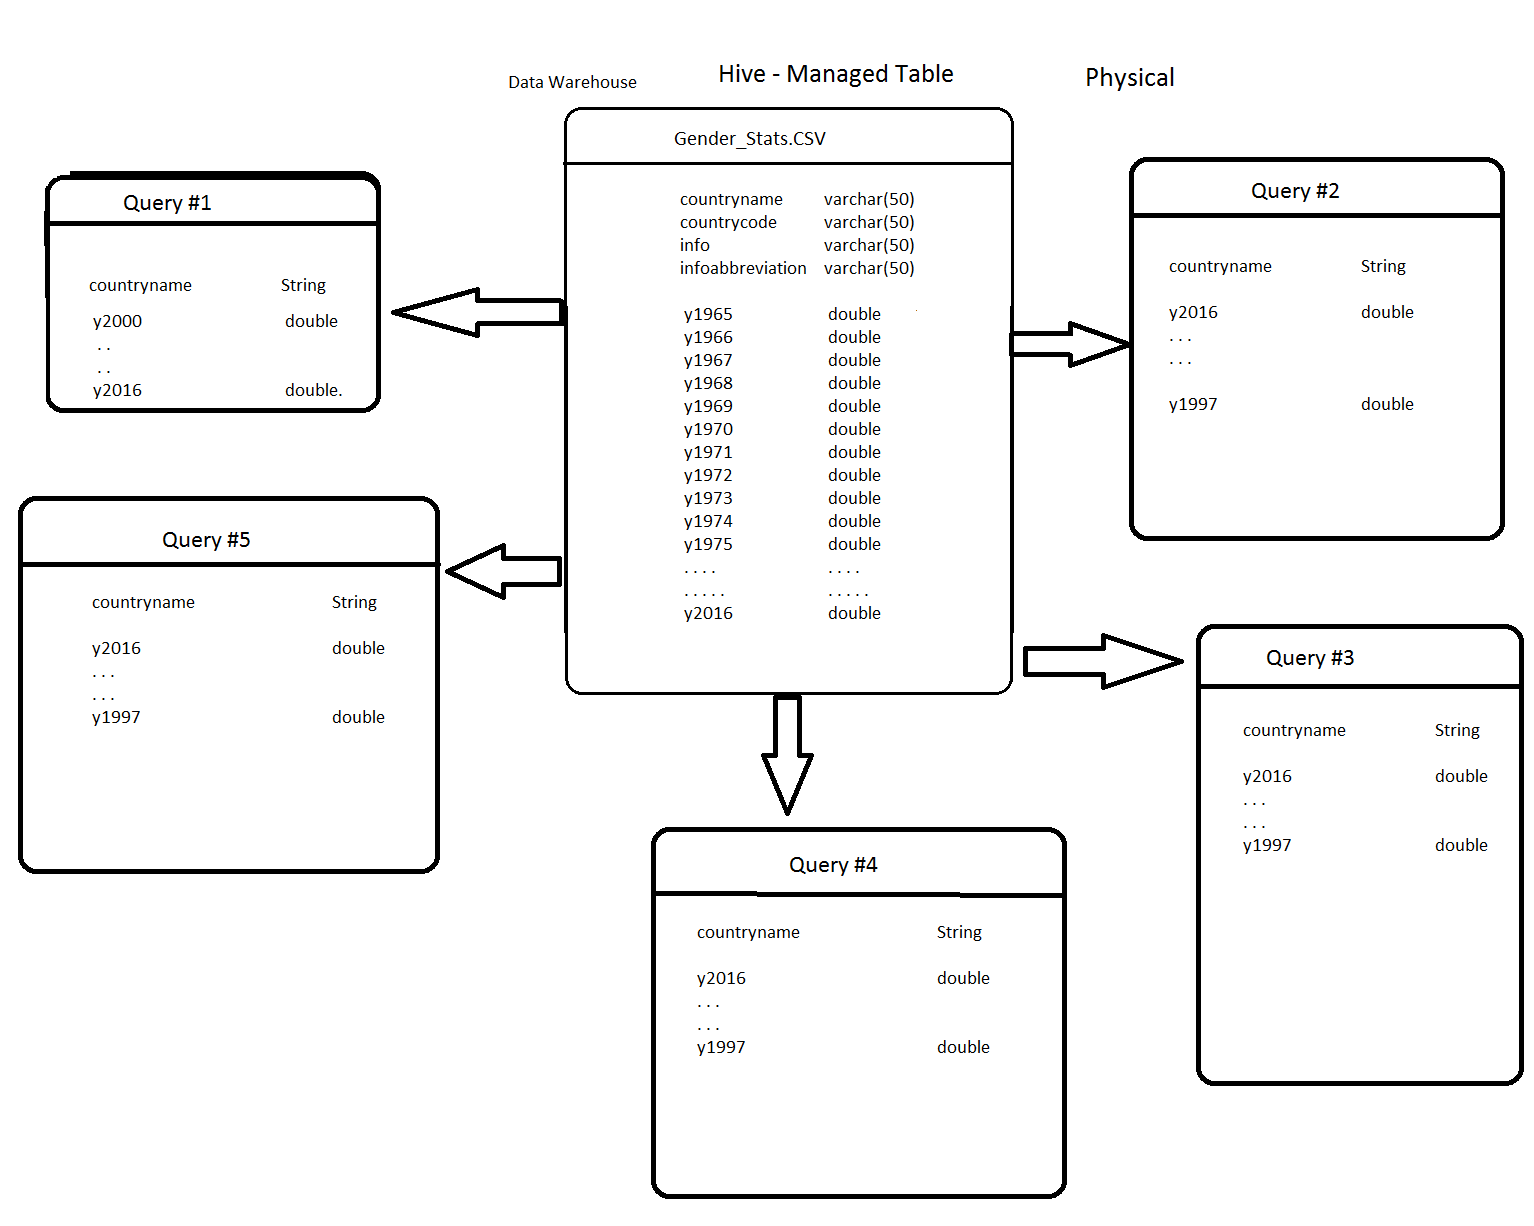 Data Warehouse
Hive - Managed Table
Physical
Gender_Stats.CSV
countryname varchar(50)
countrycode varchar(50)
info varchar(50)
infoabbreviation varchar(50)
y1965 double
y1966 double
y1967 double
y1968 double
y1969 double
y1970 double
y1971 double
y1972 double
y1973 double
y1974 double
y1975 double
. . . . . . . .
. . . . . . . . . .
y2016 double
Query #1
countryname String
y2000 double
. .
. .
y2016 double.
Query #2
countryname String
y2016 double
. . .
. . .
y1997 double
Query #5
countryname String
y2016 double
. . .
. . .
y1997 double
Query #3
countryname String
y2016 double
. . .
. . .
y1997 double
Query #4
countryname String
y2016 double
. . .
. . .
y1997 double